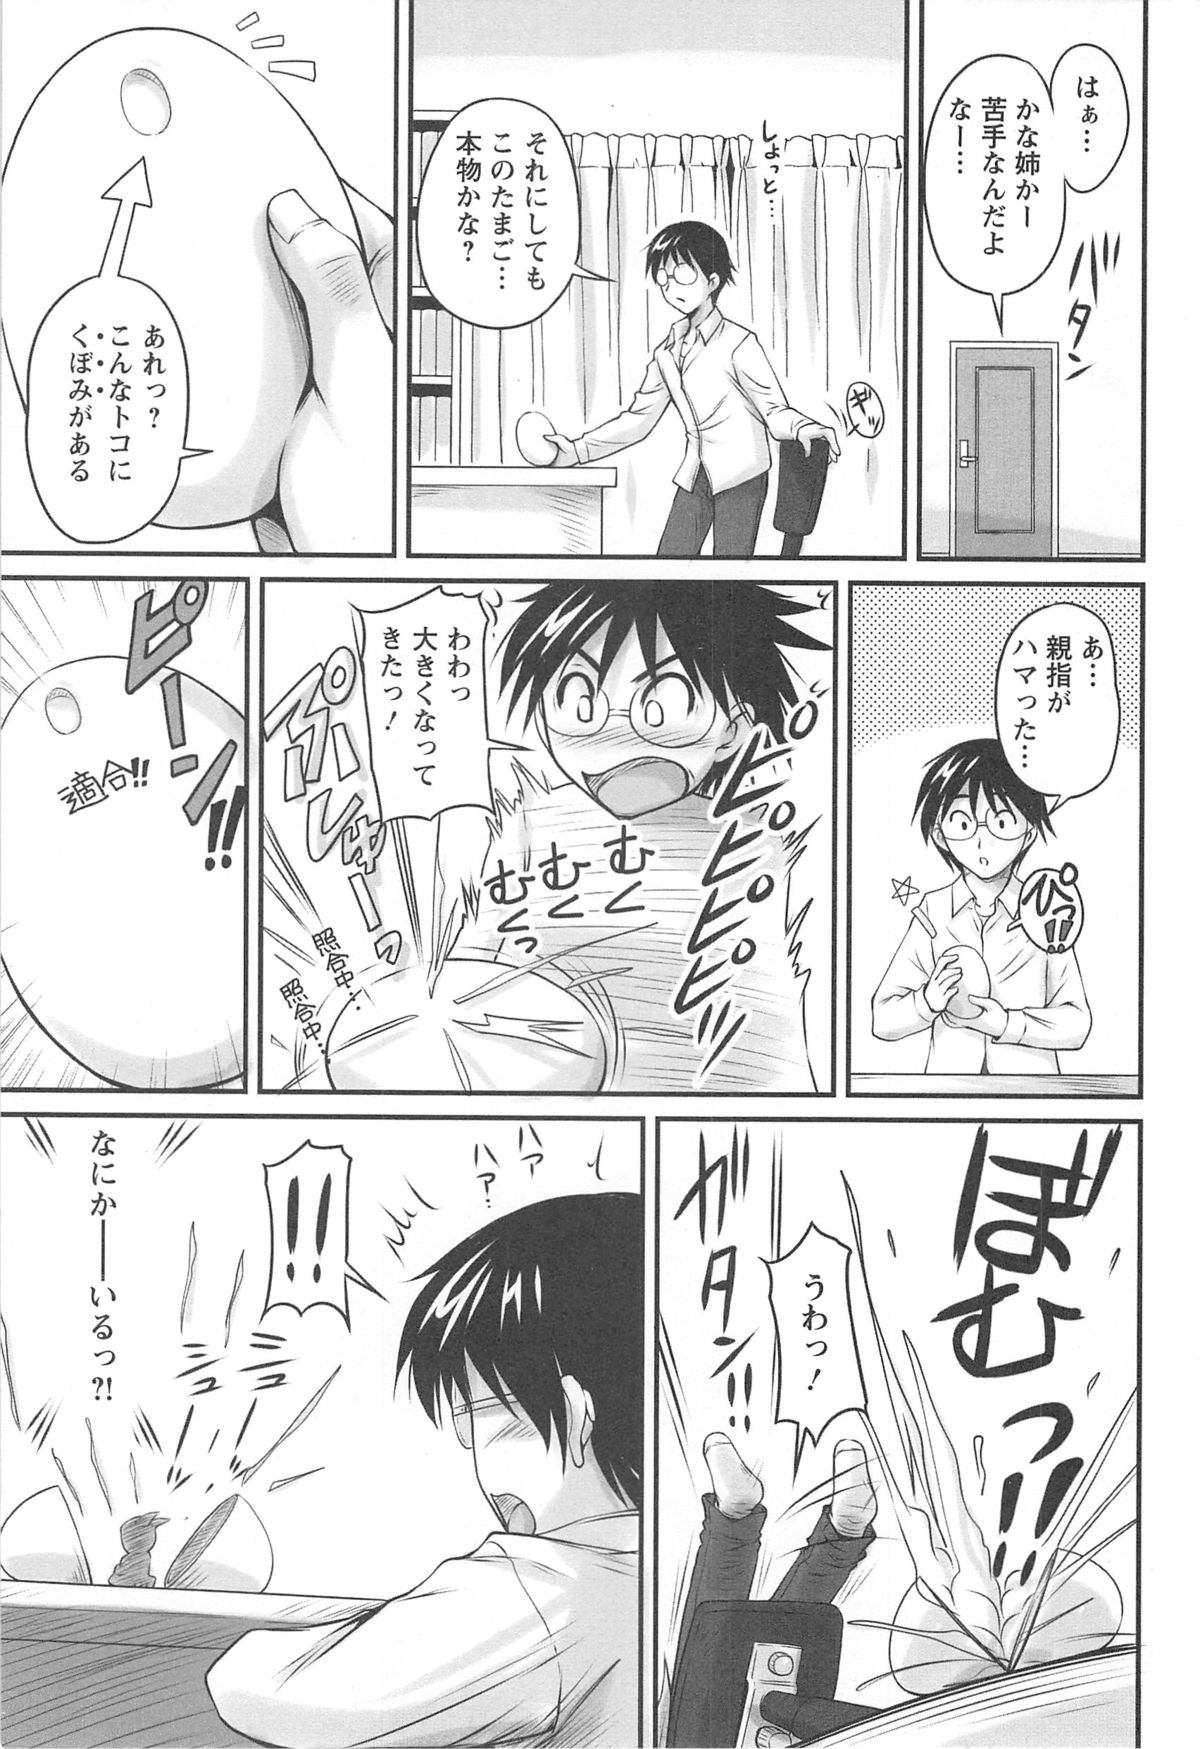 はぁ…
かな姉かー
苦手なんだよ
なー…
バタン
しょっと…
それにしても
このたまご…
本物かな?
ギッ
あれっ?
こんなトコに
くぼみがある
あ…
親指が
ハマった…
ぴっ!!
わわっ
大きくなって
きたっ!
ピピピピピッ
むくむくむくっ
ぷしゅーーっ
照合中…
照合中…
ピーン!!
適合!!
ぼむっ!!
うわっ!
ガタン!!
ハァ…
ハァ…
!!
ニュニュ
なにか――いるっ?!